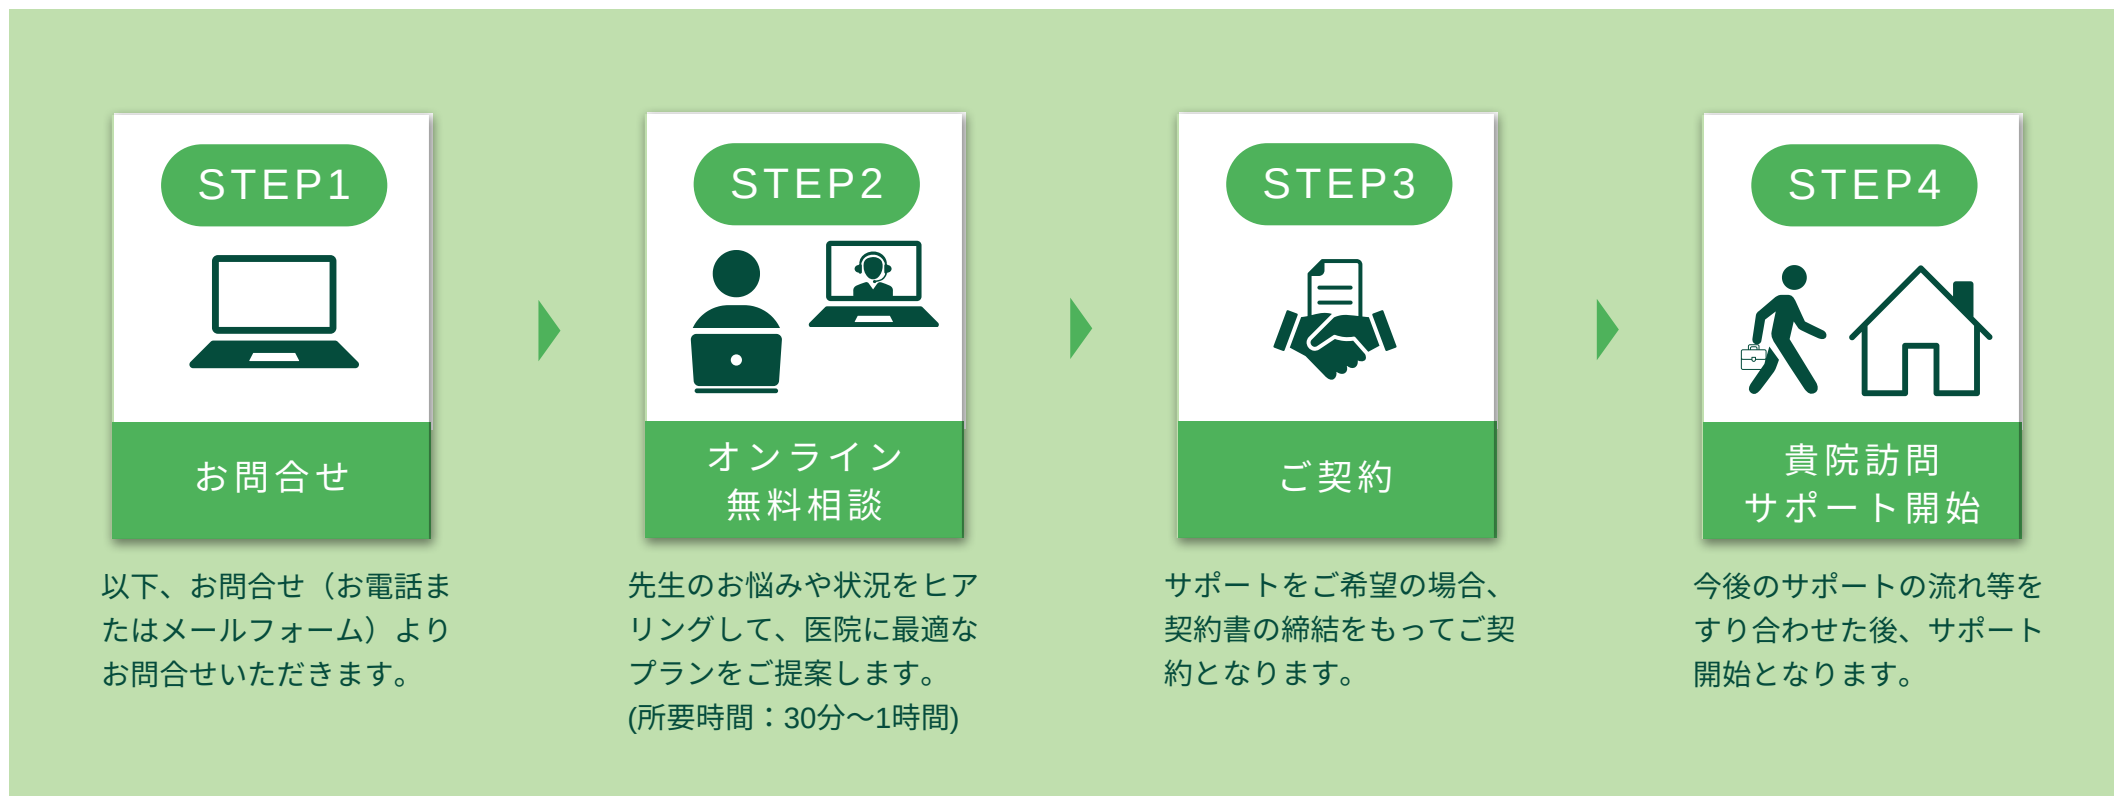 STEP1
お問合せ
以下、お問合せ（お電話ま
たはメールフォーム）より
お問合せいただきます。
STEP2
オンライン
無料相談
先生のお悩みや状況をヒア
リングして、医院に最適な
プランをご提案します。
(所要時間：30分〜1時間)
STEP3
ご契約
サポートをご希望の場合、
契約書の締結をもってご契
約となります。
STEP4
貴院訪問
サポート開始
今後のサポートの流れ等を
すり合わせた後、サポート
開始となります。